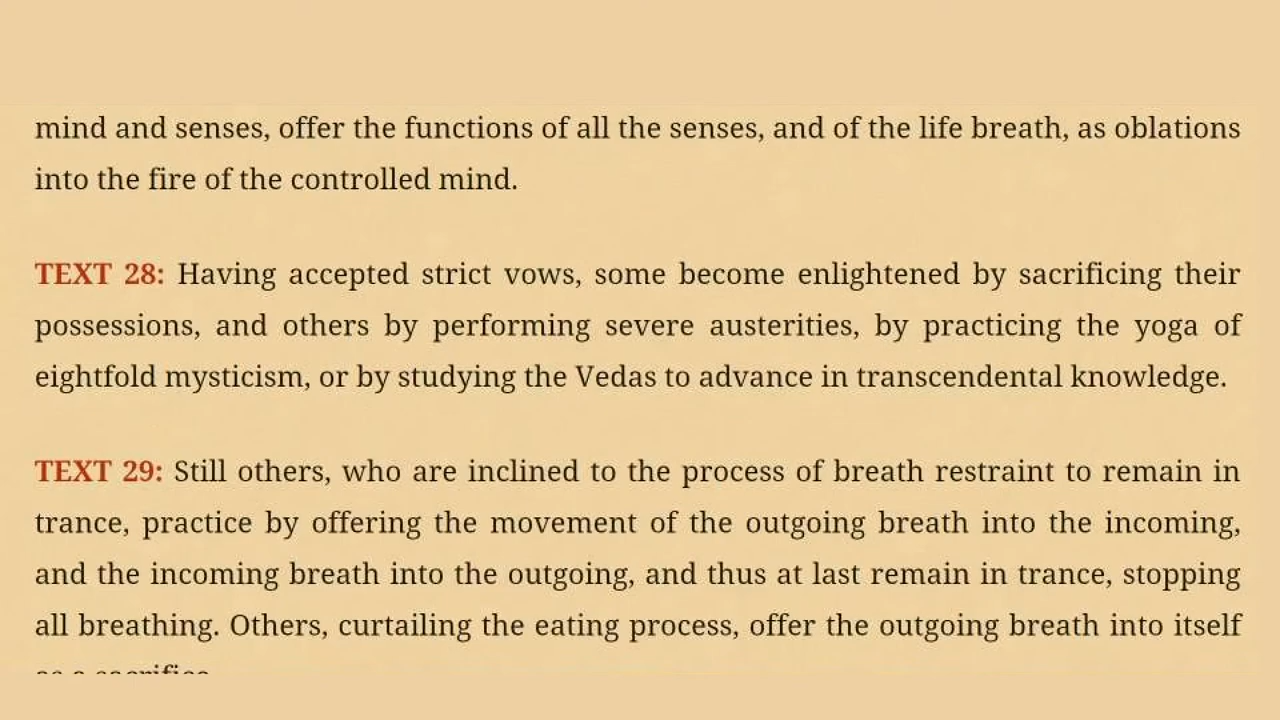 mind and senses, offer the functions of all the senses, and of the life breath, as oblations
into the fire of the controlled mind.
TEXT 28: Having accepted strict vows, some become enlightened by sacrificing their
possessions, and others by performing severe austerities, by practicing the yoga of
eightfold mysticism, or by studying the Vedas to advance in transcendental knowledge.
TEXT 29: Still others, who are inclined to the process of breath restraint to remain in
trance, practice by offering the movement of the outgoing breath into the incoming,
and the incoming breath into the outgoing, and thus at last remain in trance, stopping
all breathing. Others, curtailing the eating process, offer the outgoing breath into itself
as a sacrifice